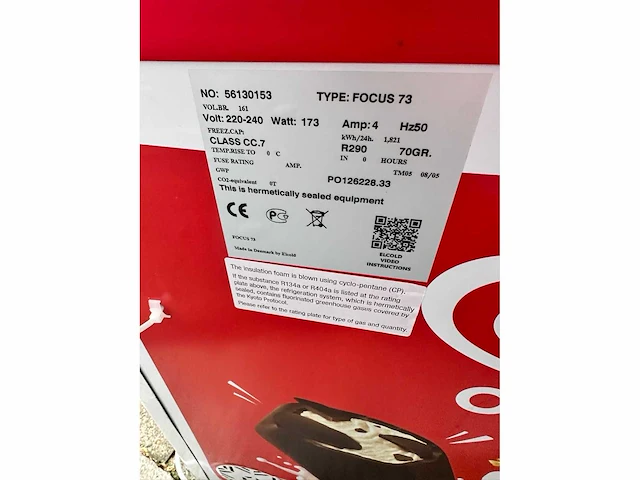 NO: 56130153 TYPE: FOCUS 73
VOL.BR. 161
Volt: 220-240 Watt: 173 Amp: 4 Hz50
FREEZ.CAP: kWh/24h. 1,821
CLASS CC.7 R290 70GR.
TEMP.RISE TO 0 C IN 0 HOURS
FUSE RATING AMP. TM05 08/05
GWP
CO2-equivalent 0T PO126228.33
This is hermetically sealed equipment
CE PC
ELCOLD
VIDEO
INSTRUCTIONS
FOCUS 73
Made in Denmark by Elcold
The insulation foam is blown using cyclo-pentane (CP).
If the substance R134a or R404a is listed at the rating
plate above, the refrigeration system, which is hermetically
sealed, contains fluorinated greenhouse gasses covered by
the Kyoto Protocol.
Please refer to the rating plate for type of gas and quantity.